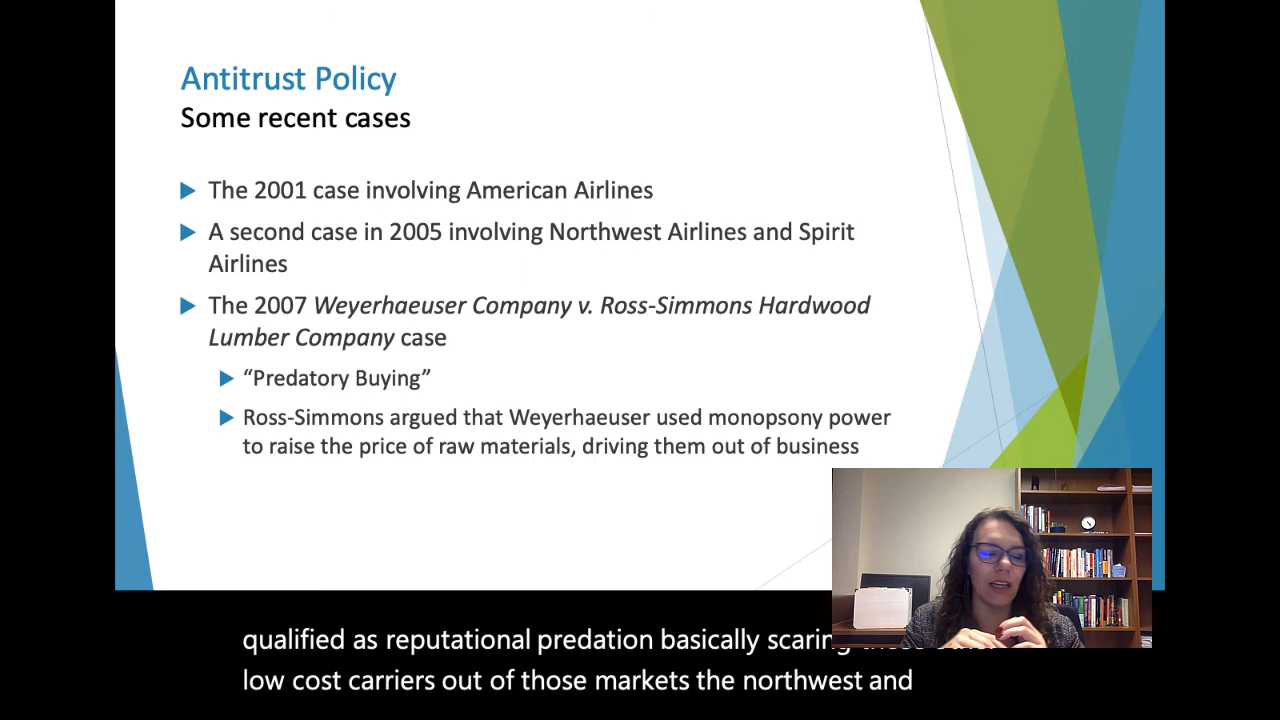 Antitrust Policy
Some recent cases
The 2001 case involving American Airlines
A second case in 2005 involving Northwest Airlines and Spirit
Airlines
The 2007 Weyerhaeuser Company v. Ross-Simmons Hardwood
Lumber Company case
“Predatory Buying”
Ross-Simmons argued that Weyerhaeuser used monopsony power
to raise the price of raw materials, driving them out of business
qualified as reputational predation basically scaring
low cost carriers out of those markets the northwest and